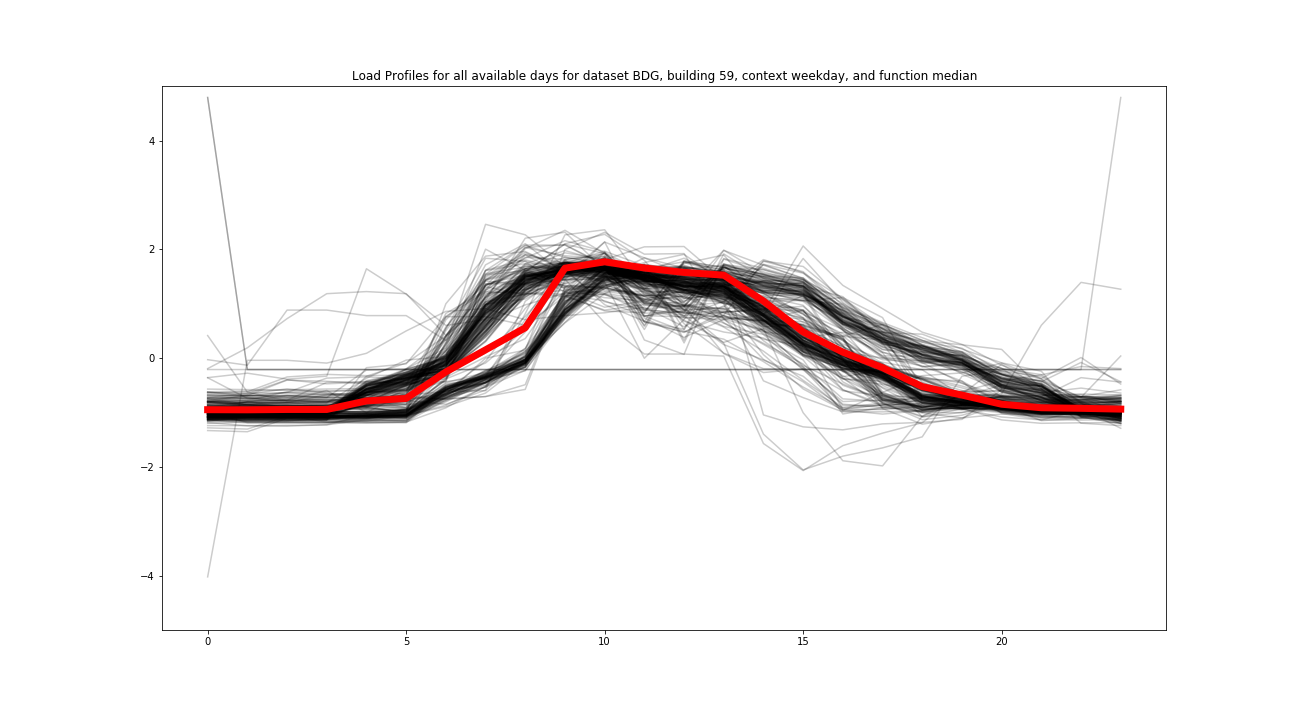 Load Profiles for all available days for dataset BDG, building 59, context weekday, and function median
4
2
0
−2
−4
0 5 10 15 20